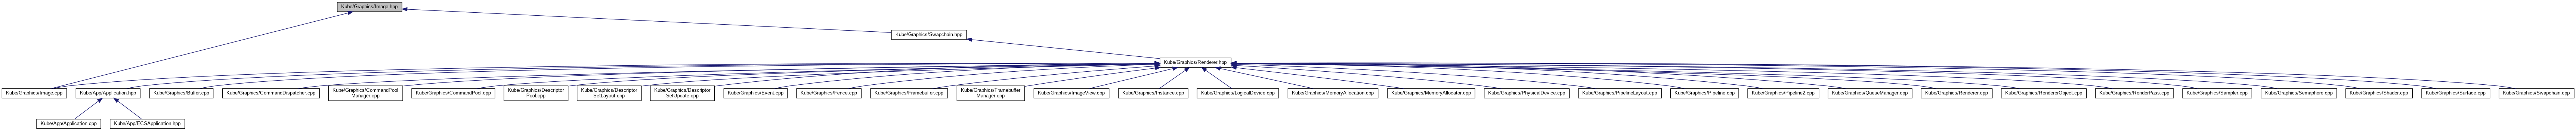 Kube/Graphics/Image.hpp
Kube/Graphics/Swapchain.hpp
Kube/Graphics/Renderer.hpp
Kube/Graphics/Image.cpp
Kube/App/Application.hpp
Kube/Graphics/Buffer.cpp
Kube/Graphics/CommandDispatcher.cpp
Kube/Graphics/CommandPool
Manager.cpp
Kube/Graphics/CommandPool.cpp
Kube/Graphics/Descriptor
Pool.cpp
Kube/Graphics/Descriptor
SetLayout.cpp
Kube/Graphics/Descriptor
SetUpdate.cpp
Kube/Graphics/Event.cpp
Kube/Graphics/Fence.cpp
Kube/Graphics/Framebuffer.cpp
Kube/Graphics/Framebuffer
Manager.cpp
Kube/Graphics/ImageView.cpp
Kube/Graphics/Instance.cpp
Kube/Graphics/LogicalDevice.cpp
Kube/Graphics/MemoryAllocation.cpp
Kube/Graphics/MemoryAllocator.cpp
Kube/Graphics/PhysicalDevice.cpp
Kube/Graphics/PipelineLayout.cpp
Kube/Graphics/Pipeline.cpp
Kube/Graphics/Pipeline2.cpp
Kube/Graphics/QueueManager.cpp
Kube/Graphics/Renderer.cpp
Kube/Graphics/RendererObject.cpp
Kube/Graphics/RenderPass.cpp
Kube/Graphics/Sampler.cpp
Kube/Graphics/Semaphore.cpp
Kube/Graphics/Shader.cpp
Kube/Graphics/Surface.cpp
Kube/Graphics/Swapchain.cpp
Kube/App/Application.cpp
Kube/App/ECSApplication.hpp